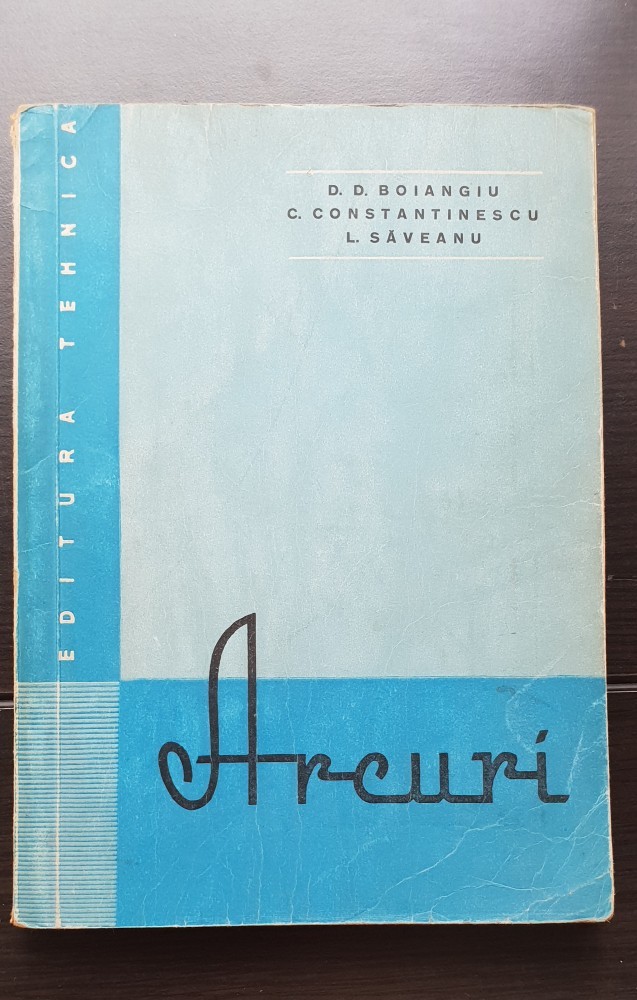 D. D. BOIANGIU
C. CONSTANTINESCU
L. SĂVEANU
EDITURA TEHNICA
Arcuri